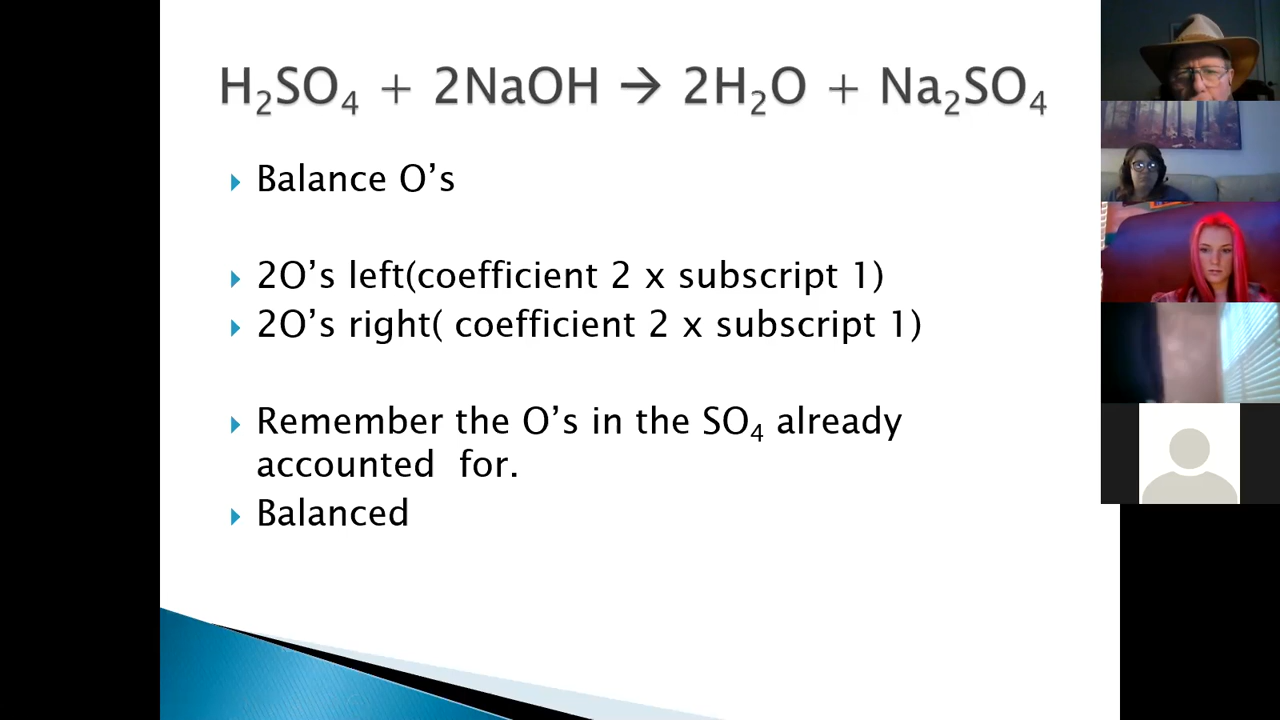 H₂SO₄ + 2NaOH → 2H₂O + Na₂SO₄
Balance O’s
2O’s left(coefficient 2 x subscript 1)
2O’s right( coefficient 2 x subscript 1)
Remember the O’s in the SO₄ already
accounted for.
Balanced